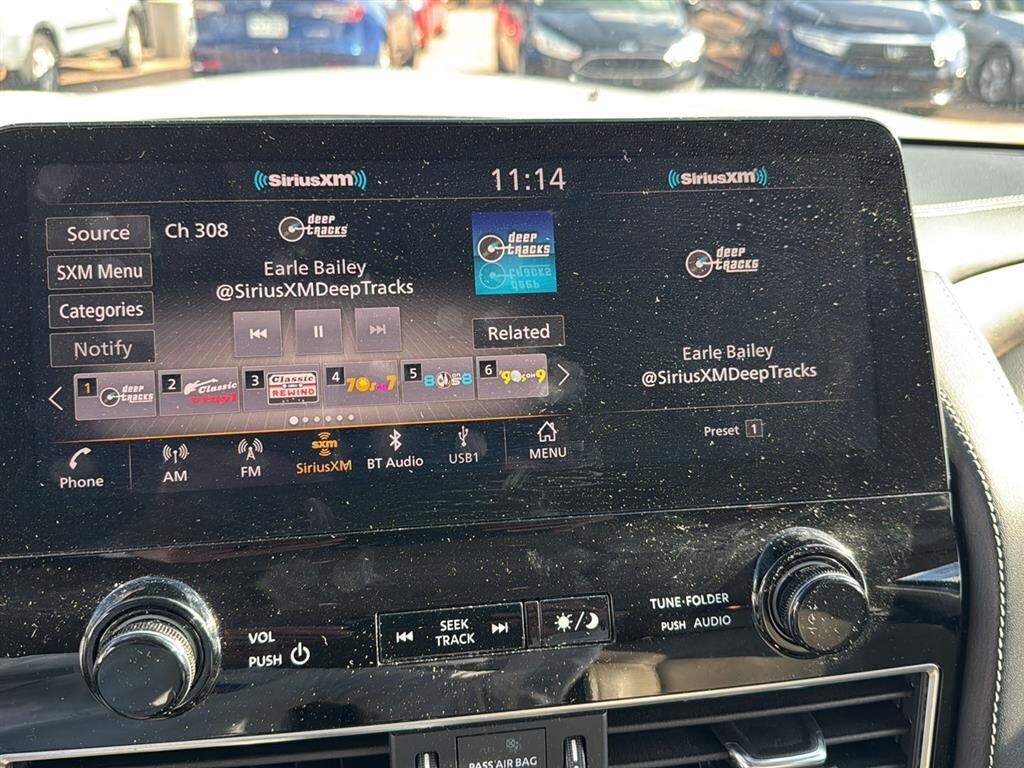 SiriusXM 11:14 SiriusXM
Source Ch 308 deep tracks
deep tracks
deep tracks
SXM Menu Earle Bailey
@SiriusXMDeepTracks
Categories
Notify Related
Earle Bailey
@SiriusXMDeepTracks
1 deep tracks 2 Classic Vinyl 3 Classic REWIND 4 70s on 7 5 80s on 8 6 '90s on 9
Preset 1
Phone AM FM sxm SiriusXM BT Audio USB1 MENU
VOL
PUSH
SEEK
TRACK
TUNE·FOLDER
PUSH AUDIO
PASS AIR BAG